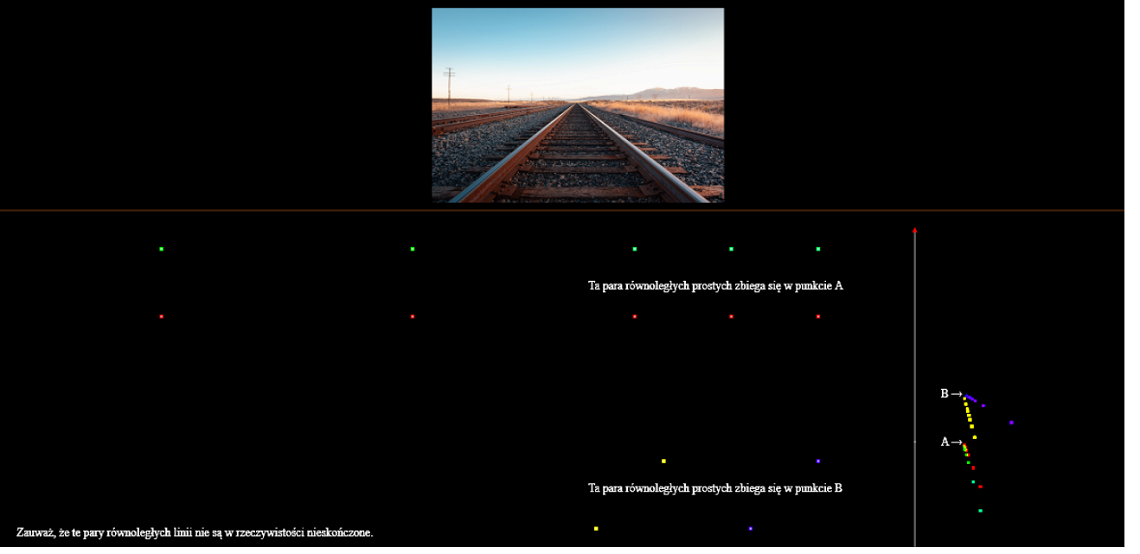 Ta para równoległych prostych zbiega się w punkcie A
B →
A →
Ta para równoległych prostych zbiega się w punkcie B
Zauważ, że te pary równoległych linii nie są w rzeczywistości nieskończone.